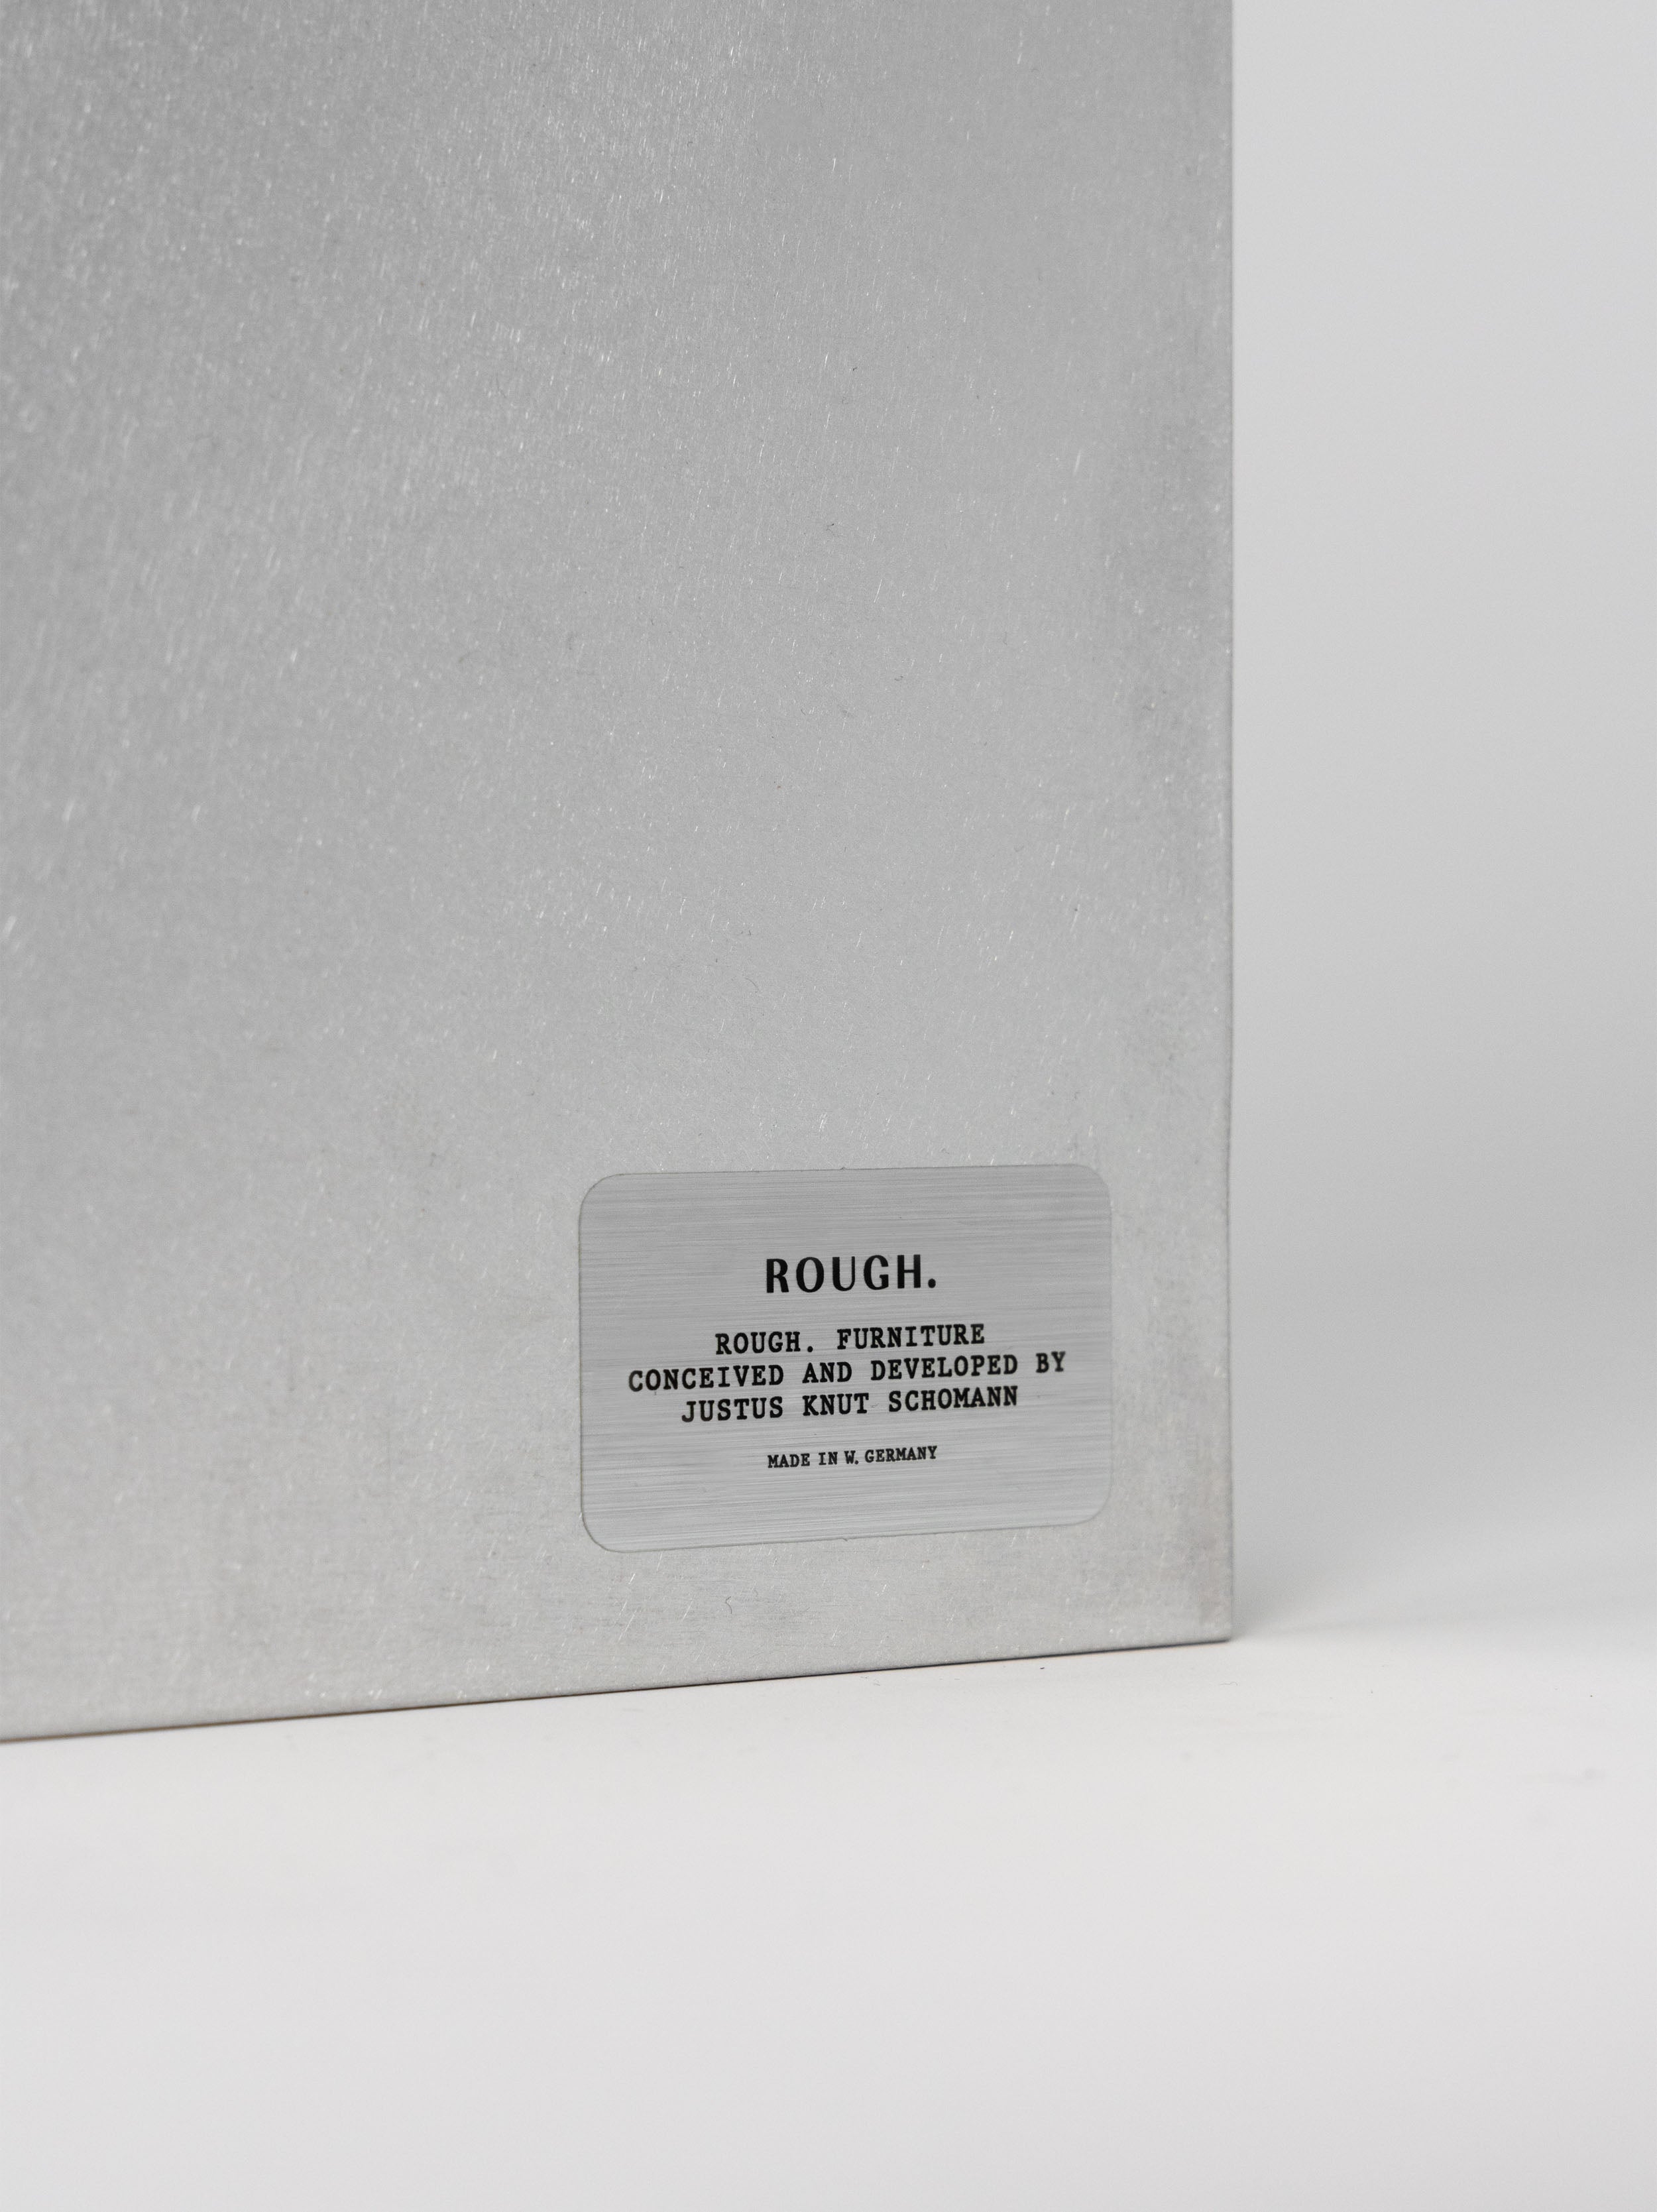 ROUGH.
ROUGH. FURNITURE
CONCEIVED AND DEVELOPED BY
JUSTUS KNUT SCHOMANN
MADE IN W. GERMANY